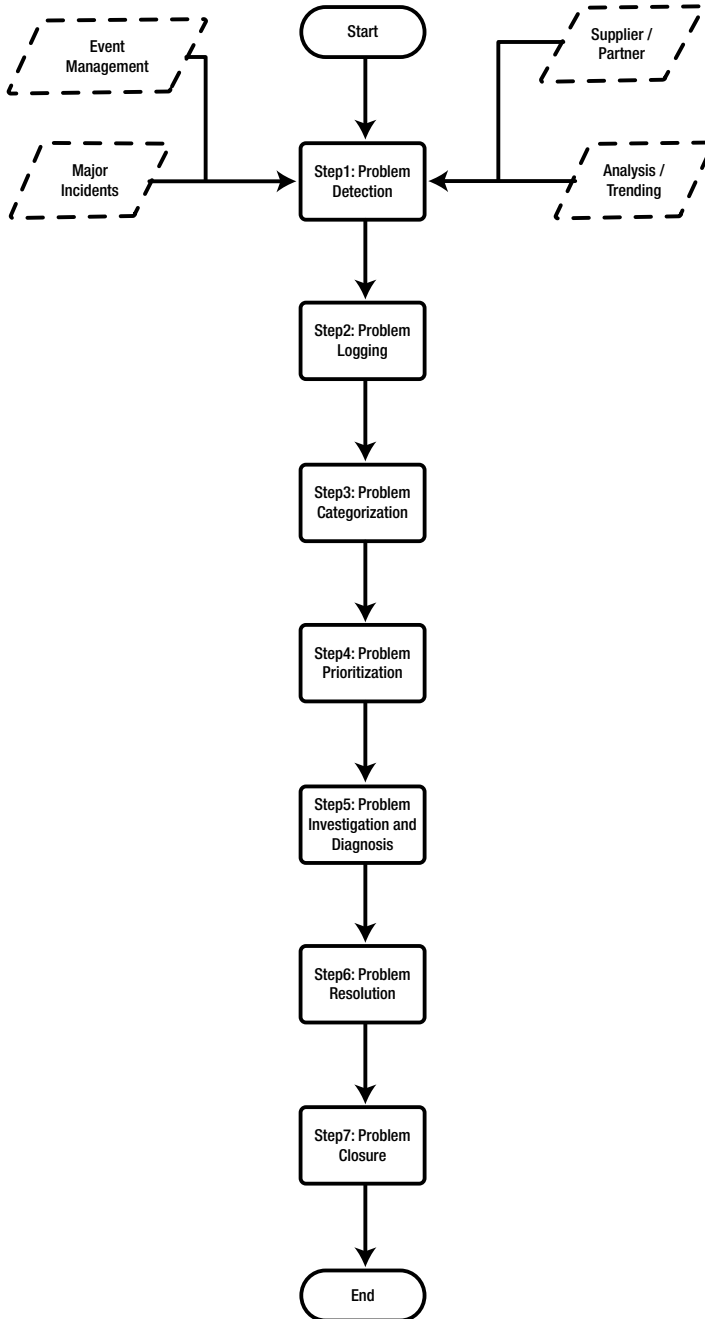 Event
Management
Start
Supplier /
Partner
Major
Incidents
Step1: Problem
Detection
Analysis /
Trending
Step2: Problem
Logging
Step3: Problem
Categorization
Step4: Problem
Prioritization
Step5: Problem
Investigation and
Diagnosis
Step6: Problem
Resolution
Step7: Problem
Closure
End